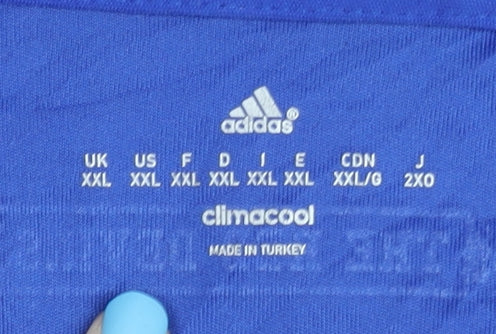 adidas®
UK US F D I E CDN J
XXL XXL XXL XXL XXL XXL XXL/G 2XO
climacool
MADE IN TURKEY